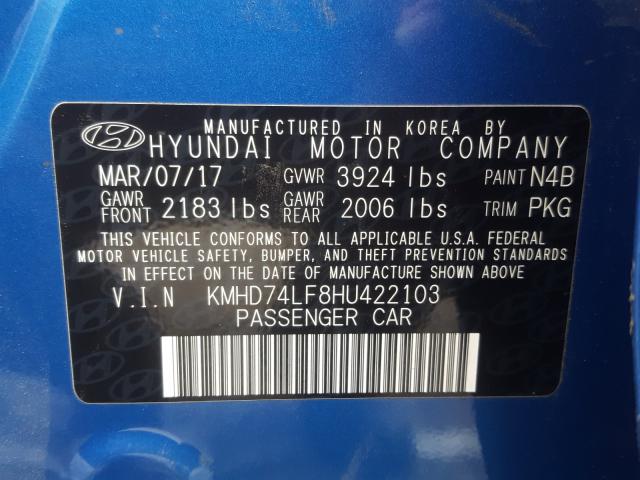 MANUFACTURED IN KOREA BY
HYUNDAI MOTOR COMPANY
MAR/07/17 GVWR 3924 lbs PAINT N4B
GAWR FRONT 2183 lbs GAWR REAR 2006 lbs TRIM PKG
THIS VEHICLE CONFORMS TO ALL APPLICABLE U.S.A. FEDERAL
MOTOR VEHICLE SAFETY, BUMPER, AND THEFT PREVENTION STANDARDS
IN EFFECT ON THE DATE OF MANUFACTURE SHOWN ABOVE
V.I.N KMHD74LF8HU422103
PASSENGER CAR